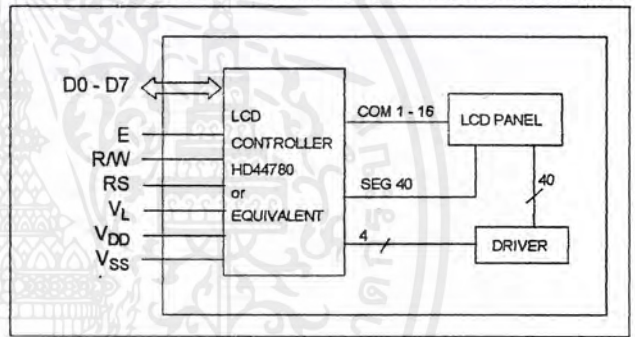 D0 - D7
E
R/W
RS
VL
VDD
VSS
LCD
CONTROLLER
HD44780
or
EQUIVALENT
COM 1 - 16
SEG 40
4
LCD PANEL
40
DRIVER